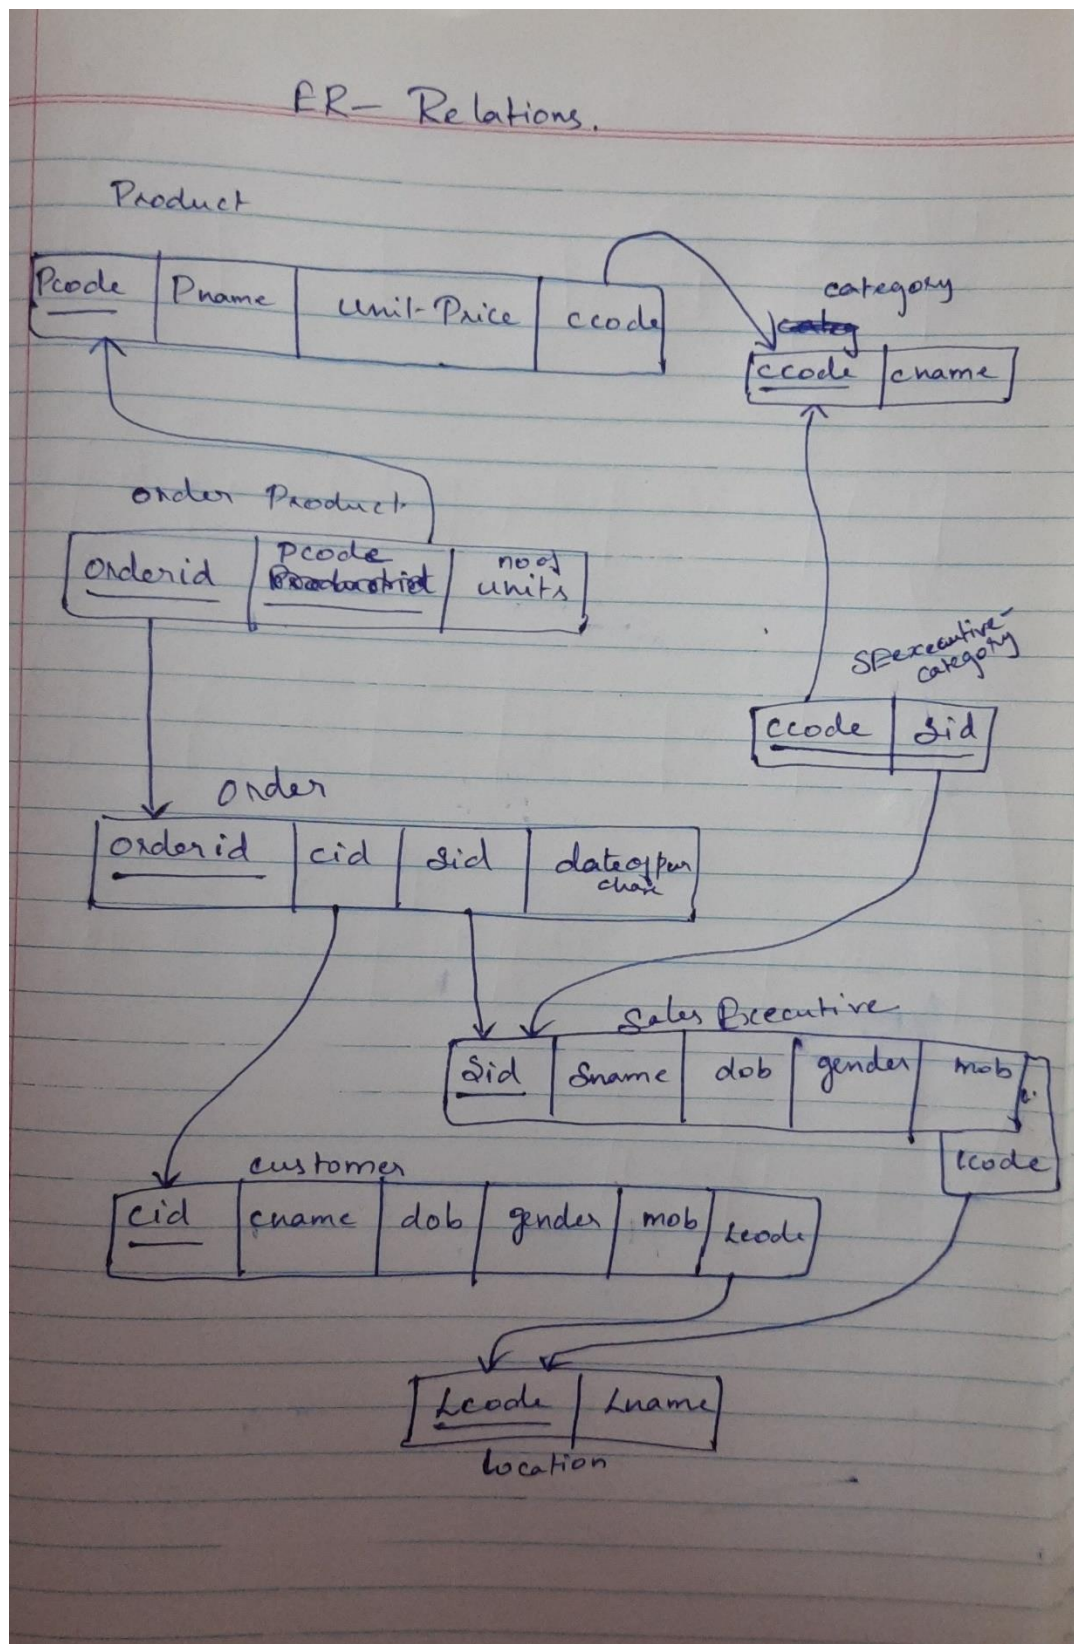 ER- Relations.
Product
Pcode Pname Unit-Price ccode
category
ccode cname
order Product
orderid Pcode no of
units
SEexecutive-
category
ccode Sid
order
orderid cid Sid dateofpur
chase
Sales Executive
Sid Sname dob gender mob
lcode
customer
cid cname dob gender mob Lcode
Lcode Lname
Location